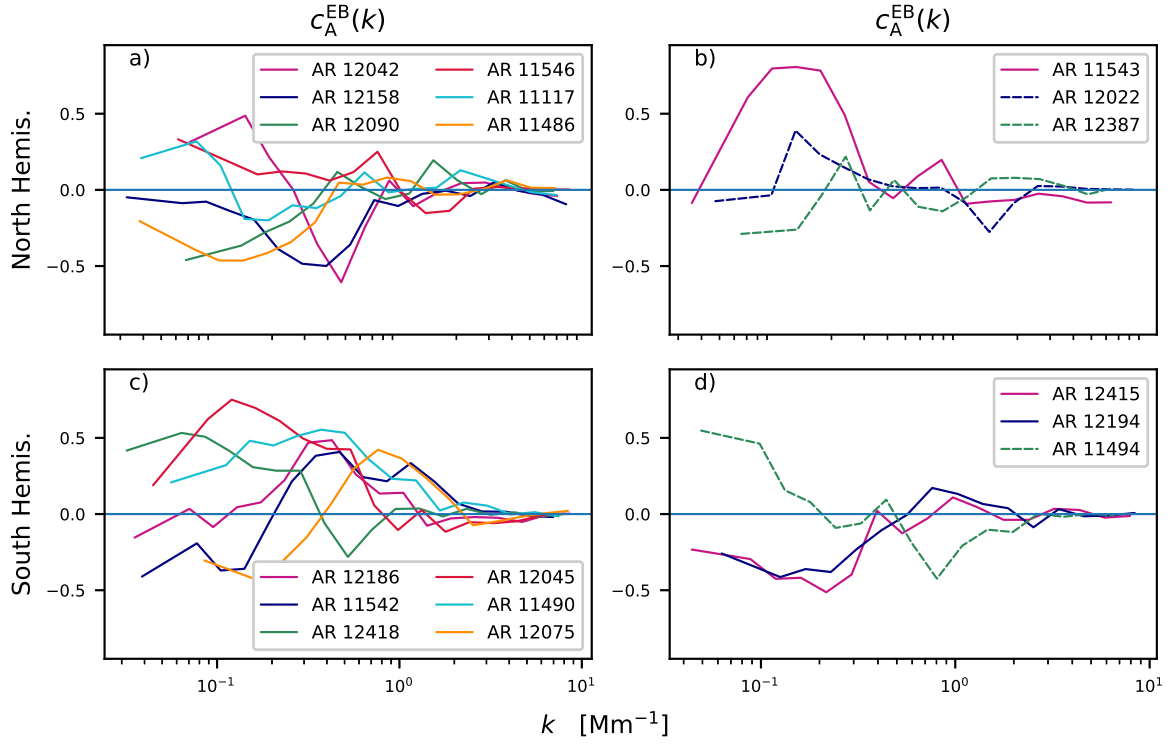 c_A^EB(k)
c_A^EB(k)
North Hemis.
a)
AR 12042
AR 12158
AR 12090
AR 11546
AR 11117
AR 11486
0.5
0.0
−0.5
b)
AR 11543
AR 12022
AR 12387
0.5
0.0
−0.5
South Hemis.
c)
AR 12186
AR 11542
AR 12418
AR 12045
AR 11490
AR 12075
0.5
0.0
−0.5
10^−1
10^0
10^1
d)
AR 12415
AR 12194
AR 11494
0.5
0.0
−0.5
10^−1
10^0
10^1
k [Mm^−1]